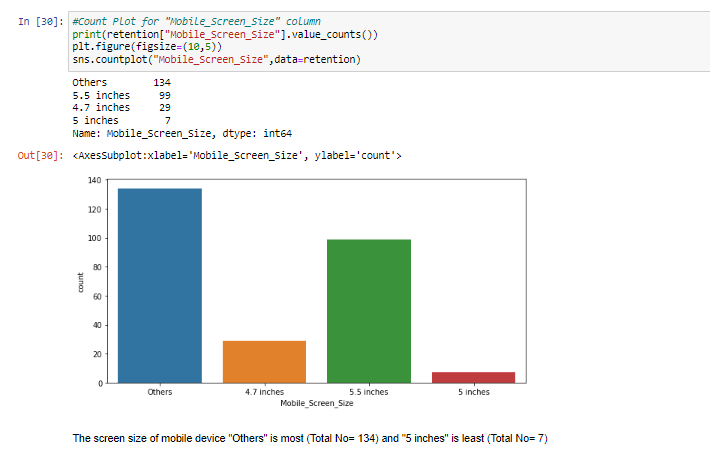 In [30]: #Count Plot for "Mobile_Screen_Size" column
print(retention["Mobile_Screen_Size"].value_counts())
plt.figure(figsize=(10,5))
sns.countplot("Mobile_Screen_Size",data=retention)
Others 134
5.5 inches 99
4.7 inches 29
5 inches 7
Name: Mobile_Screen_Size, dtype: int64
Out[30]: <AxesSubplot:xlabel='Mobile_Screen_Size', ylabel='count'>
140
120
100
80
60
40
20
0
count
Others 4.7 inches 5.5 inches 5 inches
Mobile_Screen_Size
The screen size of mobile device "Others" is most (Total No= 134) and "5 inches" is least (Total No= 7)